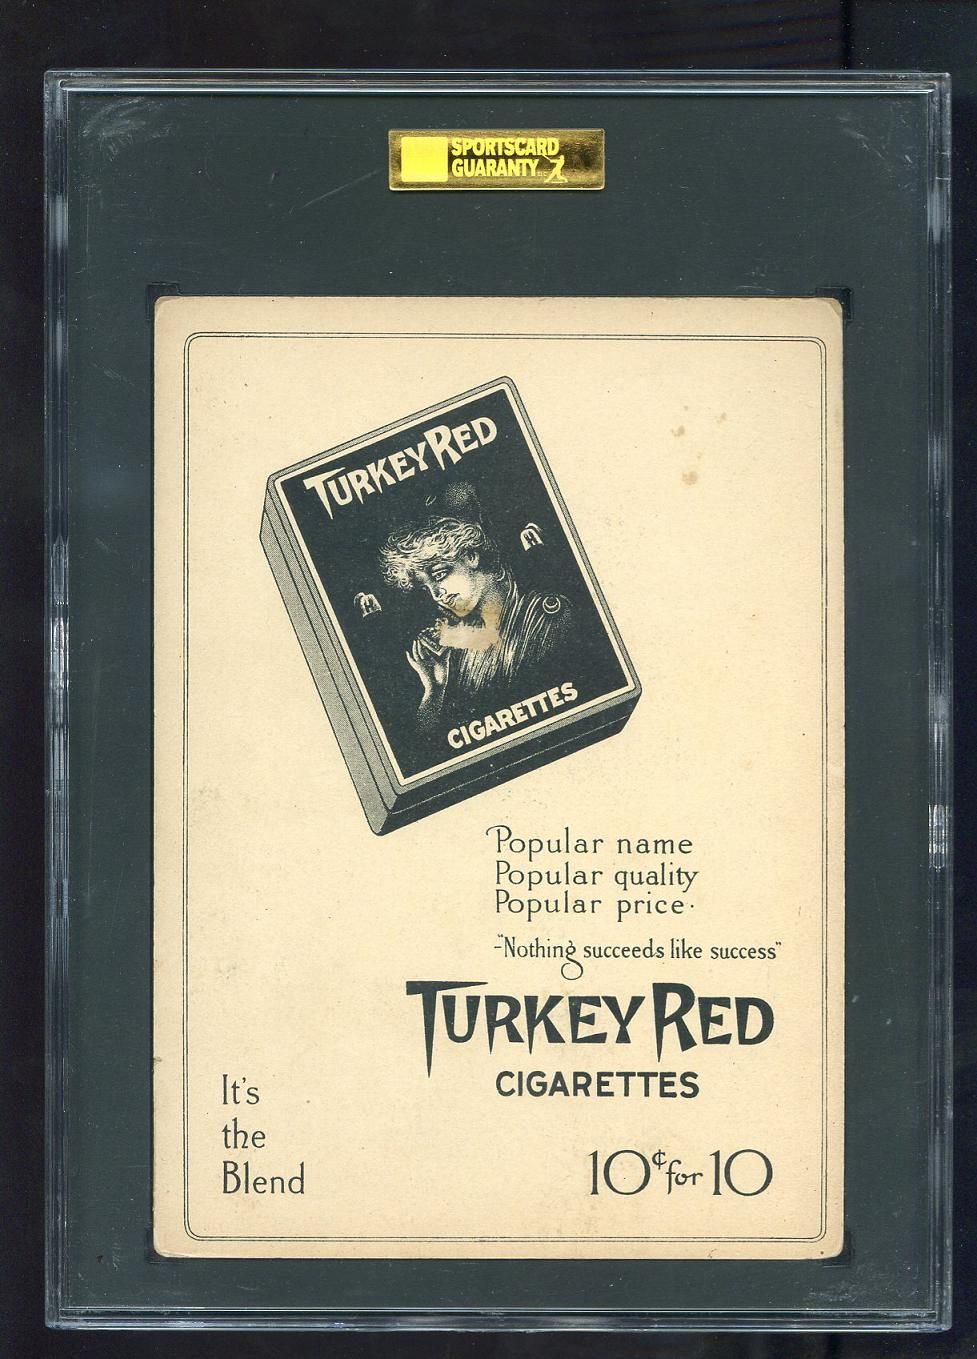 SPORTSCARD
GUARANTY
TURKEY RED
CIGARETTES
Popular name
Popular quality
Popular price.
-"Nothing succeeds like success"
TURKEY RED
CIGARETTES
It's
the
Blend
10¢ for 10